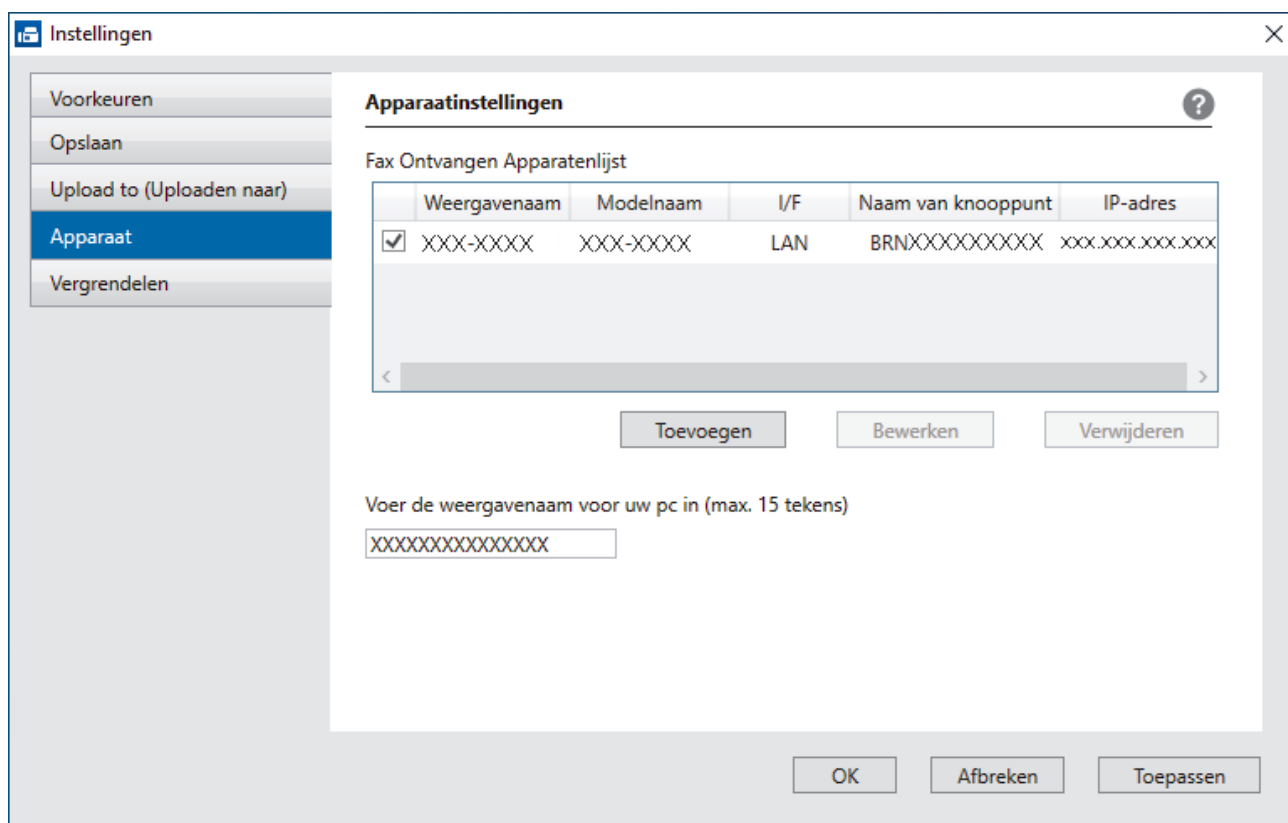 Instellingen
Voorkeuren
Opslaan
Upload to (Uploaden naar)
Apparaat
Vergrendelen
Apparaatinstellingen
?
Fax Ontvangen Apparatenlijst
Weergavenaam Modelnaam I/F Naam van knooppunt IP-adres
XXX-XXXX XXX-XXXX LAN BRNXXXXXXXXX XXX.XXX.XXX.XXX
Toevoegen Bewerken Verwijderen
Voer de weergavenaam voor uw pc in (max. 15 tekens)
XXXXXXXXXXXXXXX
OK Afbreken Toepassen